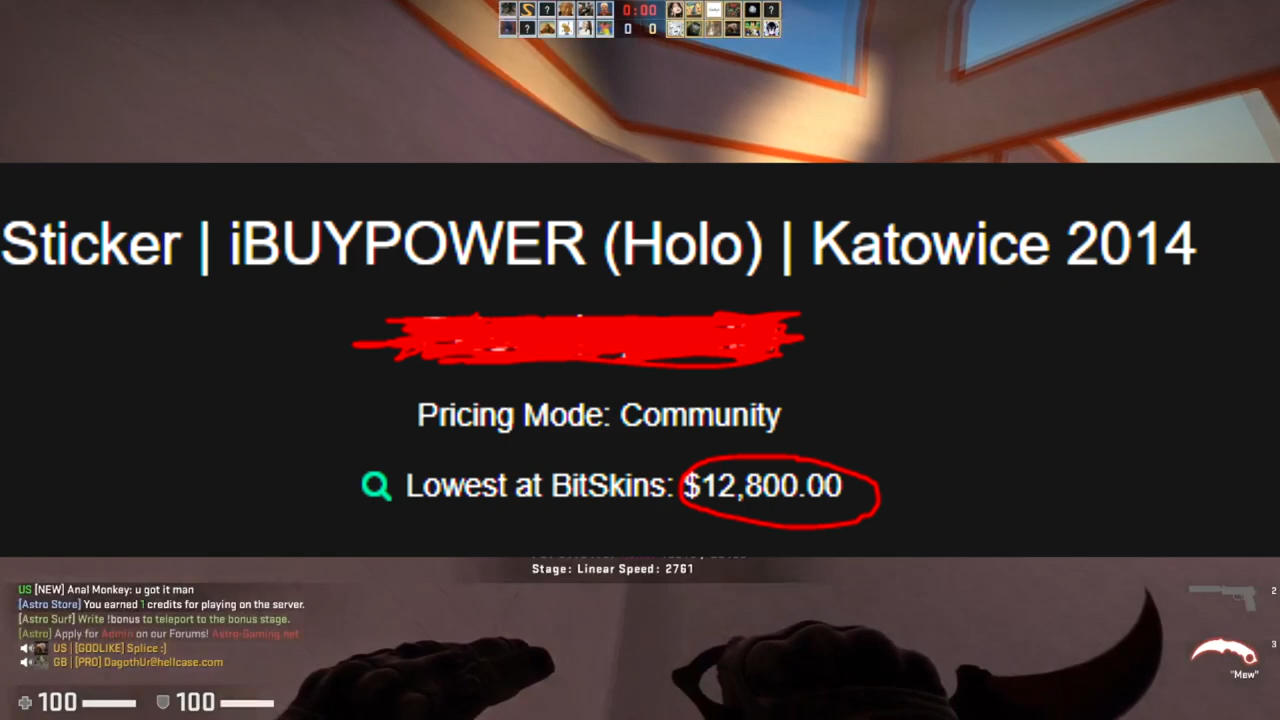 0:00
0 0
Sticker | iBUYPOWER (Holo) | Katowice 2014
Pricing Mode: Community
Lowest at BitSkins: $12,800.00
Stage: Linear Speed: 2761
US [NEW] Anal Monkey: u got it man
[Astro Store] You earned 1 credits for playing on the server.
[Astro Surf] Write !bonus to teleport to the bonus stage.
[Astro] Apply for Admin on our Forums! Astro-Gaming.net
US | [GODLIKE] Splice :)
GB | [PRO] DagothUr@hellcase.com
100 100
2
3
"Mew"